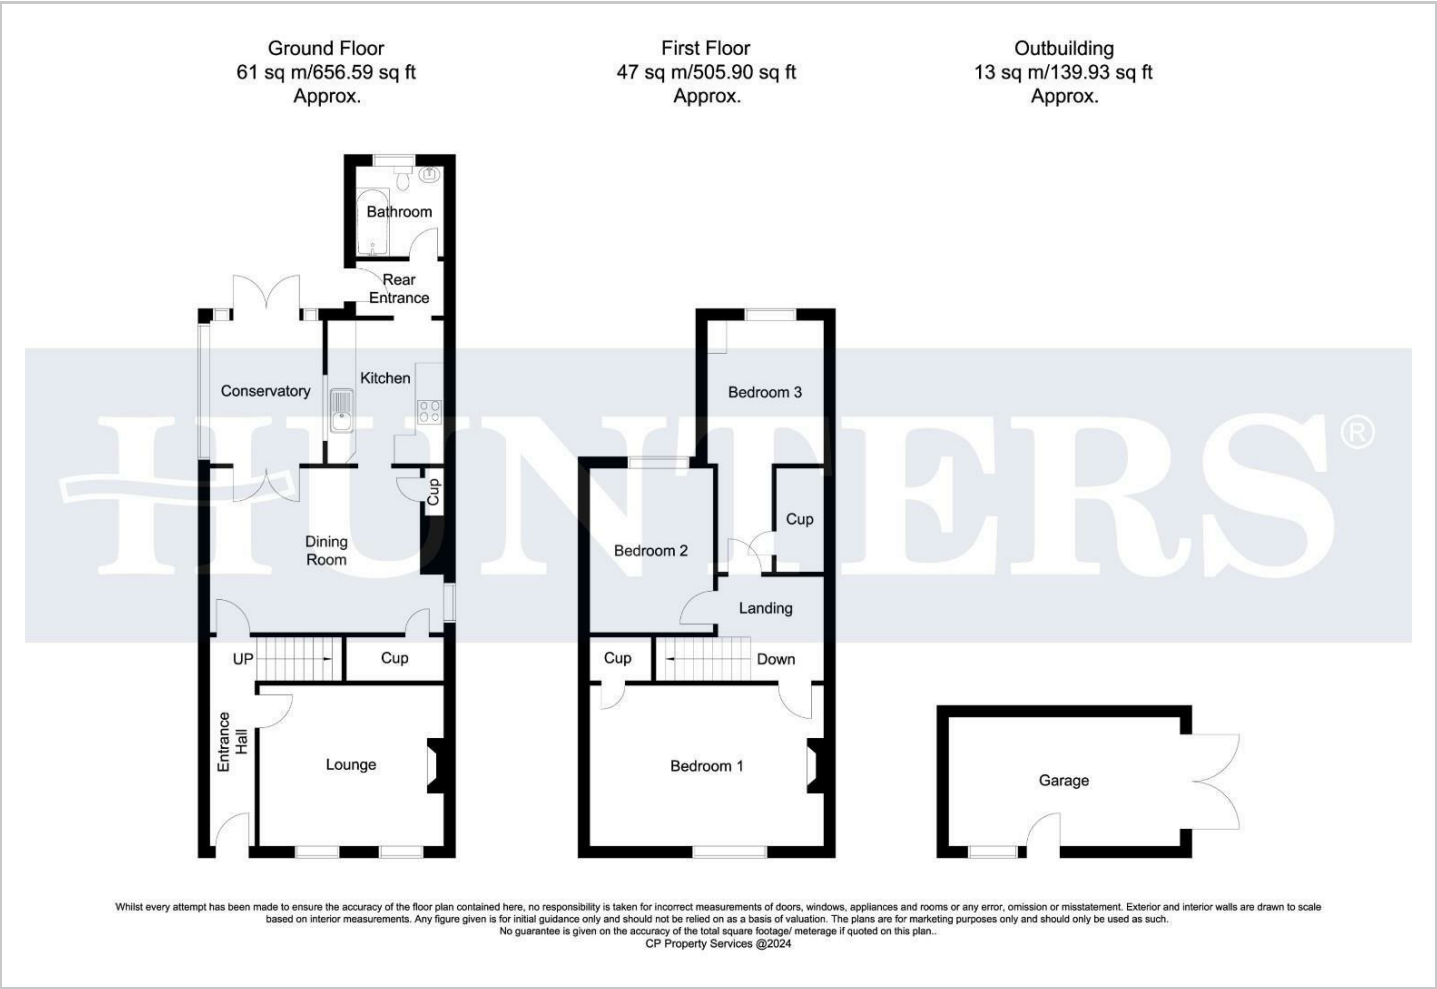 Ground Floor
61 sq m/656.59 sq ft
Approx.
First Floor
47 sq m/505.90 sq ft
Approx.
Outbuilding
13 sq m/139.93 sq ft
Approx.
Bathroom
Rear
Entrance
Conservatory
Kitchen
Cup
Dining
Room
UP
Cup
Entrance
Hall
Lounge
Bedroom 3
Bedroom 2
Cup
Landing
Cup
Down
Bedroom 1
Garage
HUNTERS®
Whilst every attempt has been made to ensure the accuracy of the floor plan contained here, no responsibility is taken for incorrect measurements of doors, windows, appliances and rooms or any error, omission or misstatement. Exterior and interior walls are drawn to scale
based on interior measurements. Any figure given is for initial guidance only and should not be relied on as a basis of valuation. The plans are for marketing purposes only and should only be used as such.
No guarantee is given on the accuracy of the total square footage/ meterage if quoted on this plan..
CP Property Services @2024